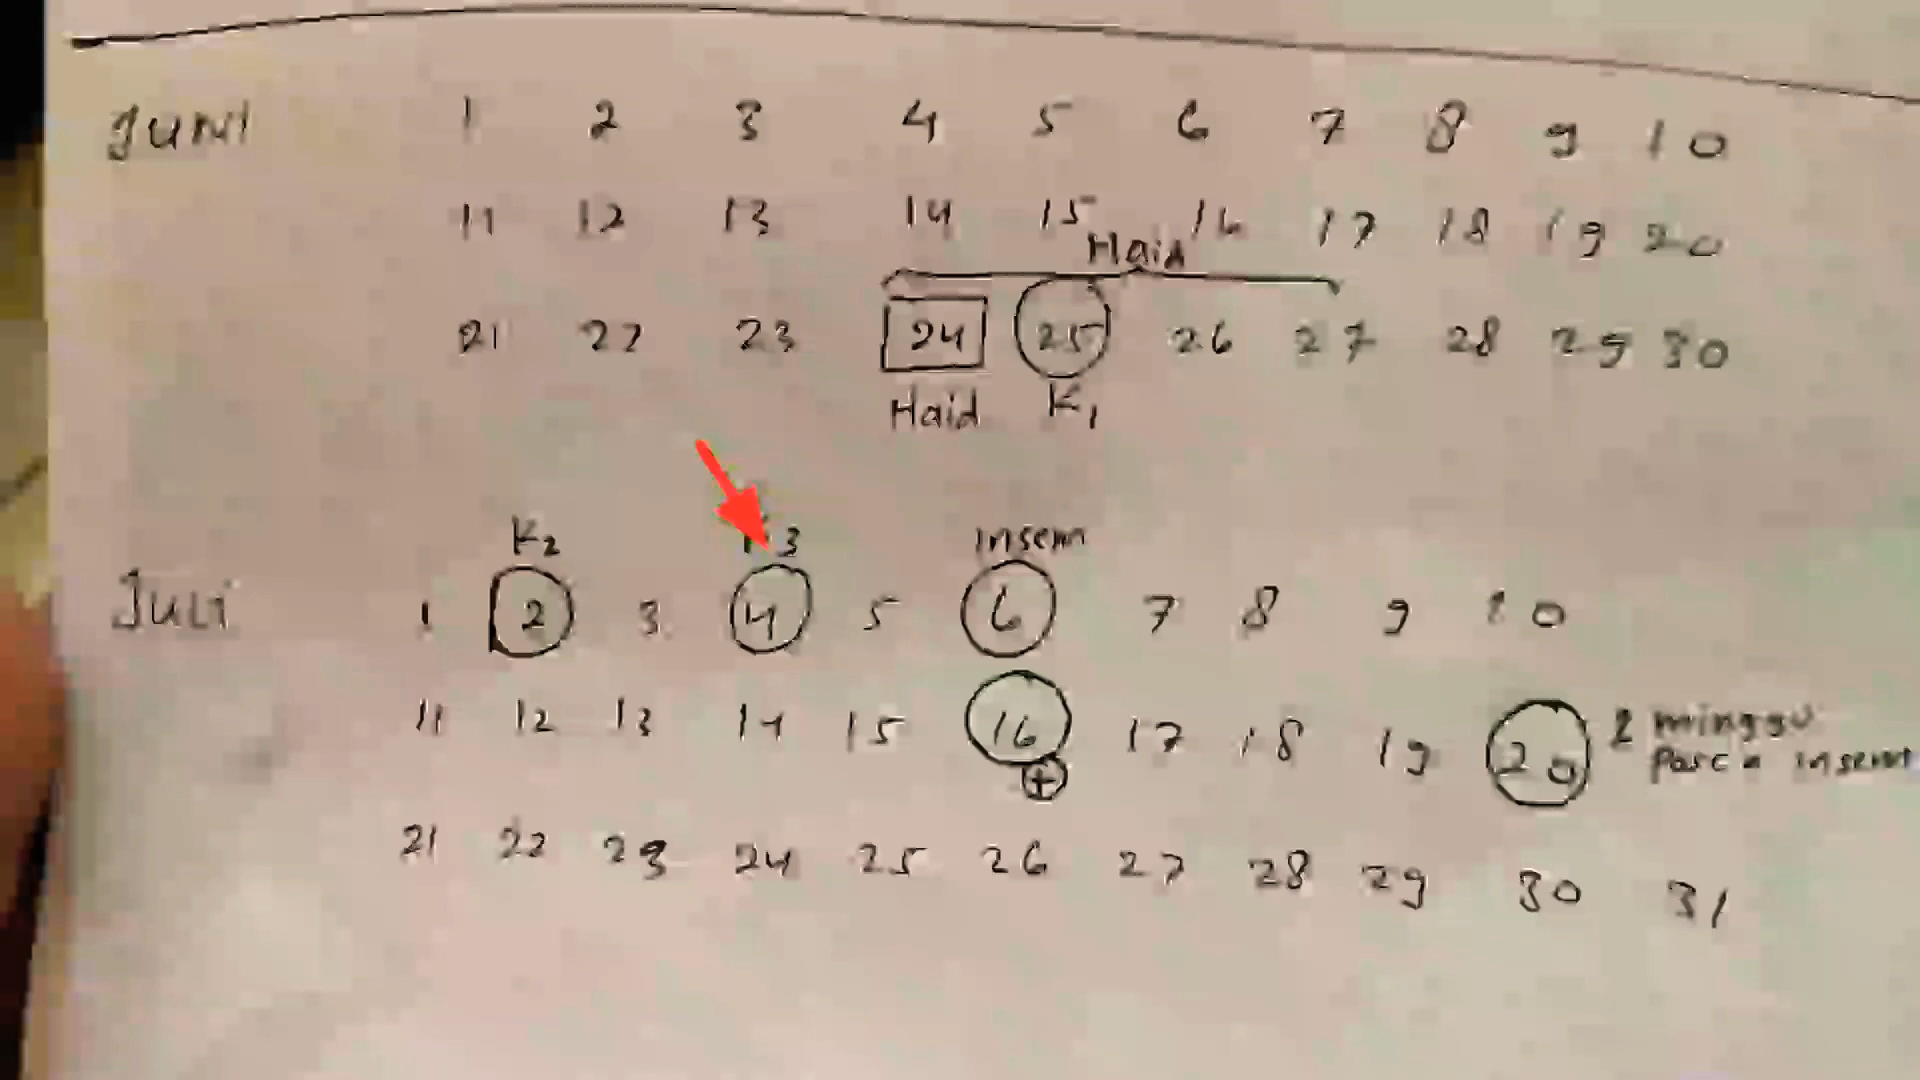 Juni 1 2 3 4 5 6 7 8 9 10
11 12 13 14 15 16 17 18 19 20
Haid
21 22 23 24 25 26 27 28 29 30
Haid K1
K2 K3 Insem
Juli 1 2 3 4 5 6 7 8 9 10
11 12 13 14 15 16 17 18 19 20 2 minggu
+ Pasca insem
21 22 23 24 25 26 27 28 29 30 31